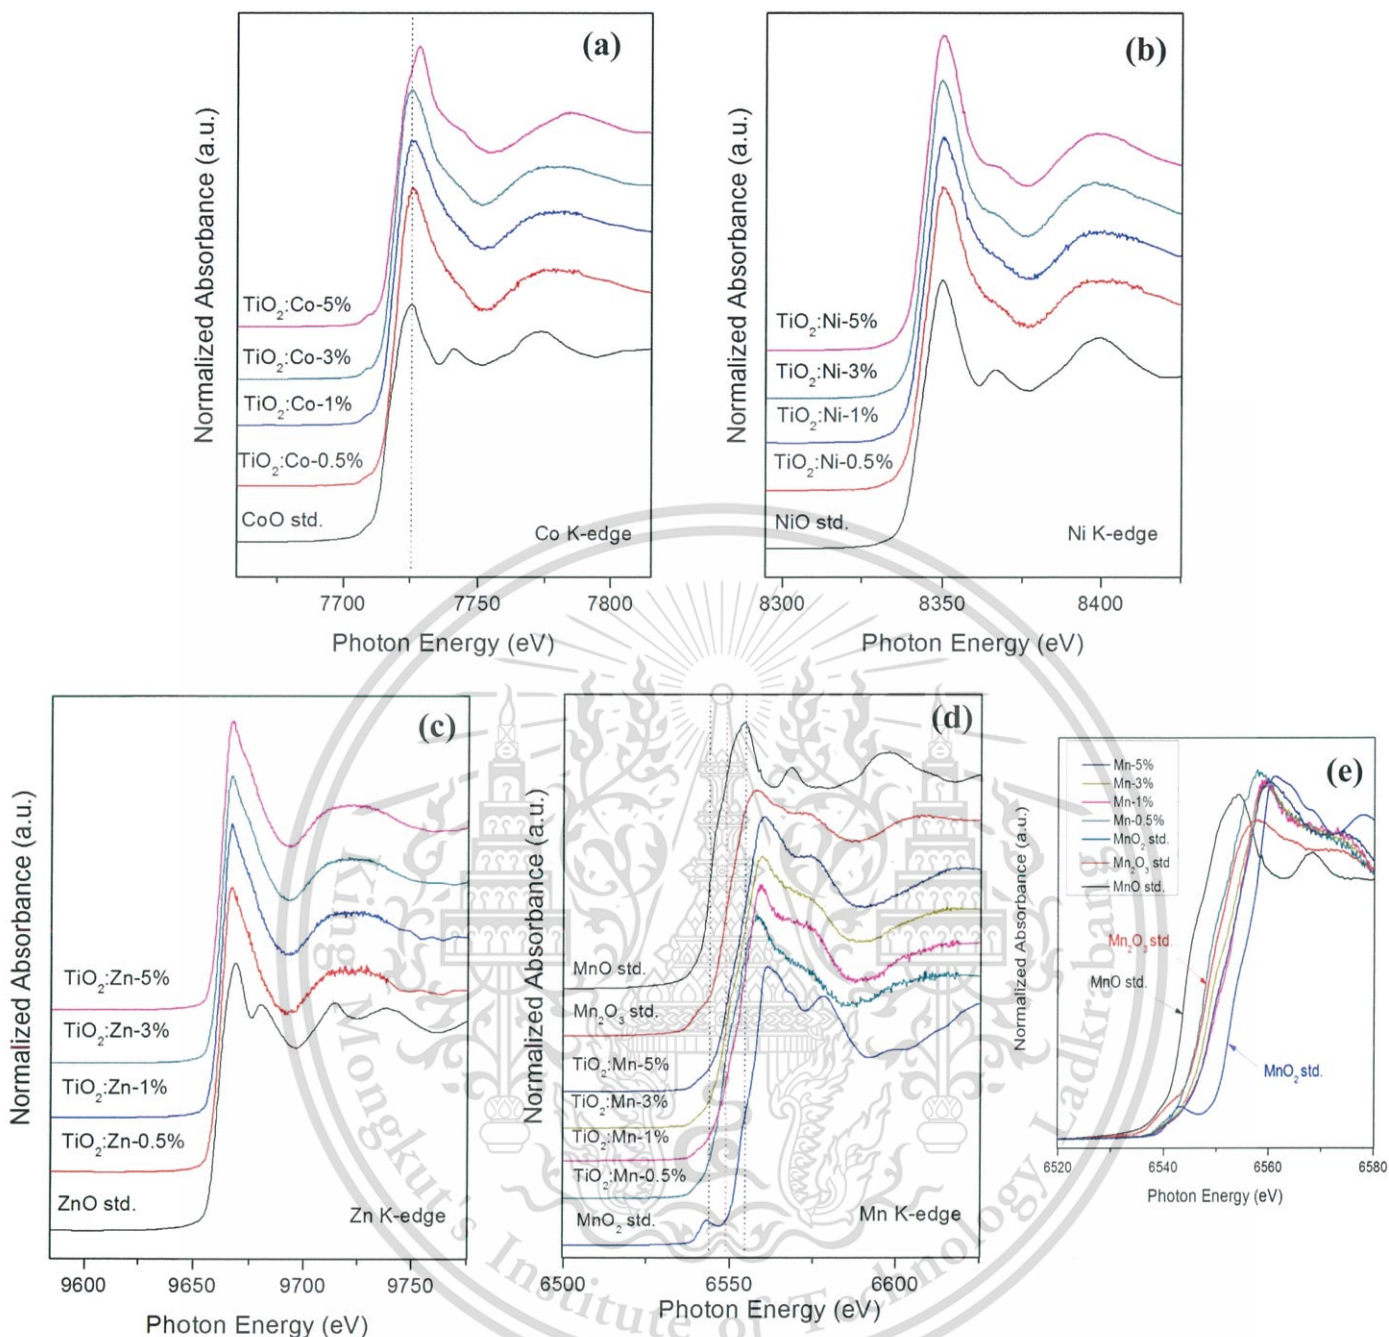 (a)
Normalized Absorbance (a.u.)
TiO₂:Co-5%
TiO₂:Co-3%
TiO₂:Co-1%
TiO₂:Co-0.5%
CoO std.
Co K-edge
7700 7750 7800
Photon Energy (eV)
(b)
Normalized Absorbance (a.u.)
TiO₂:Ni-5%
TiO₂:Ni-3%
TiO₂:Ni-1%
TiO₂:Ni-0.5%
NiO std.
Ni K-edge
8300 8350 8400
Photon Energy (eV)
(c)
Normalized Absorbance (a.u.)
TiO₂:Zn-5%
TiO₂:Zn-3%
TiO₂:Zn-1%
TiO₂:Zn-0.5%
ZnO std.
Zn K-edge
9600 9650 9700 9750
Photon Energy (eV)
(d)
Normalized Absorbance (a.u.)
MnO std.
Mn₂O₃ std.
TiO₂:Mn-5%
TiO₂:Mn-3%
TiO₂:Mn-1%
TiO₂:Mn-0.5%
MnO₂ std.
Mn K-edge
6500 6550 6600
Photon Energy (eV)
(e)
Normalized Absorbance (a.u.)
Mn-5%
Mn-3%
Mn-1%
Mn-0.5%
MnO₂ std.
Mn₂O₃ std
MnO std.
Mn₂O₃ std.
MnO std.
MnO₂ std.
6520 6540 6560 6580
Photon Energy (eV)
King Mongkut's Institute of Technology Ladkrabang